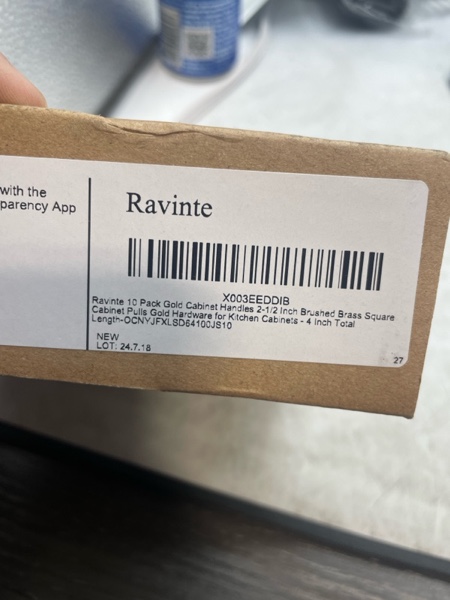 with the
parency App
Ravinte
X003EEDDIB
Ravinte 10 Pack Gold Cabinet Handles 2-1/2 Inch Brushed Brass Square
Cabinet Pulls Gold Hardware for Kitchen Cabinets - 4 Inch Total
Length-OCNYJFXLSD64100JS10
NEW
LOT: 24.7.18
27